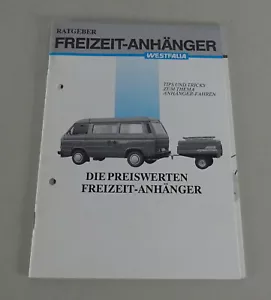 RATGEBER
FREIZEIT-ANHÄNGER
WESTFALIA
TIPS UND TRICKS
ZUM THEMA
ANHÄNGER-FAHREN
DIE PREISWERTEN
FREIZEIT-ANHÄNGER